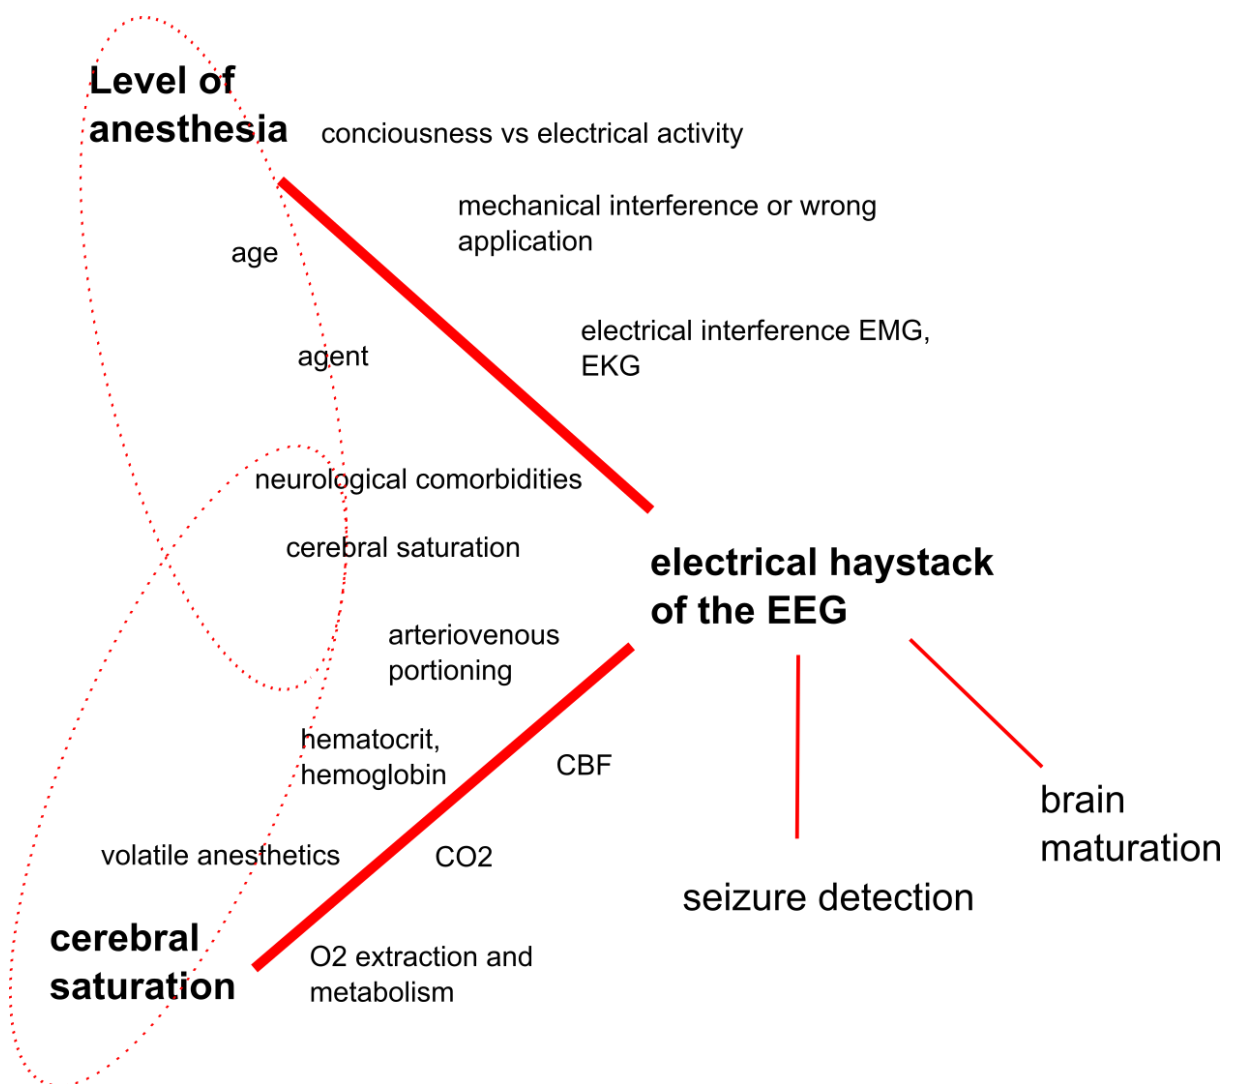 Level of
anesthesia
conciousness vs electrical activity
mechanical interference or wrong
application
age
electrical interference EMG,
EKG
agent
neurological comorbidities
cerebral saturation
electrical haystack
of the EEG
arteriovenous
portioning
hematocrit,
hemoglobin
CBF
brain
maturation
volatile anesthetics
CO2
seizure detection
cerebral
saturation
O2 extraction and
metabolism